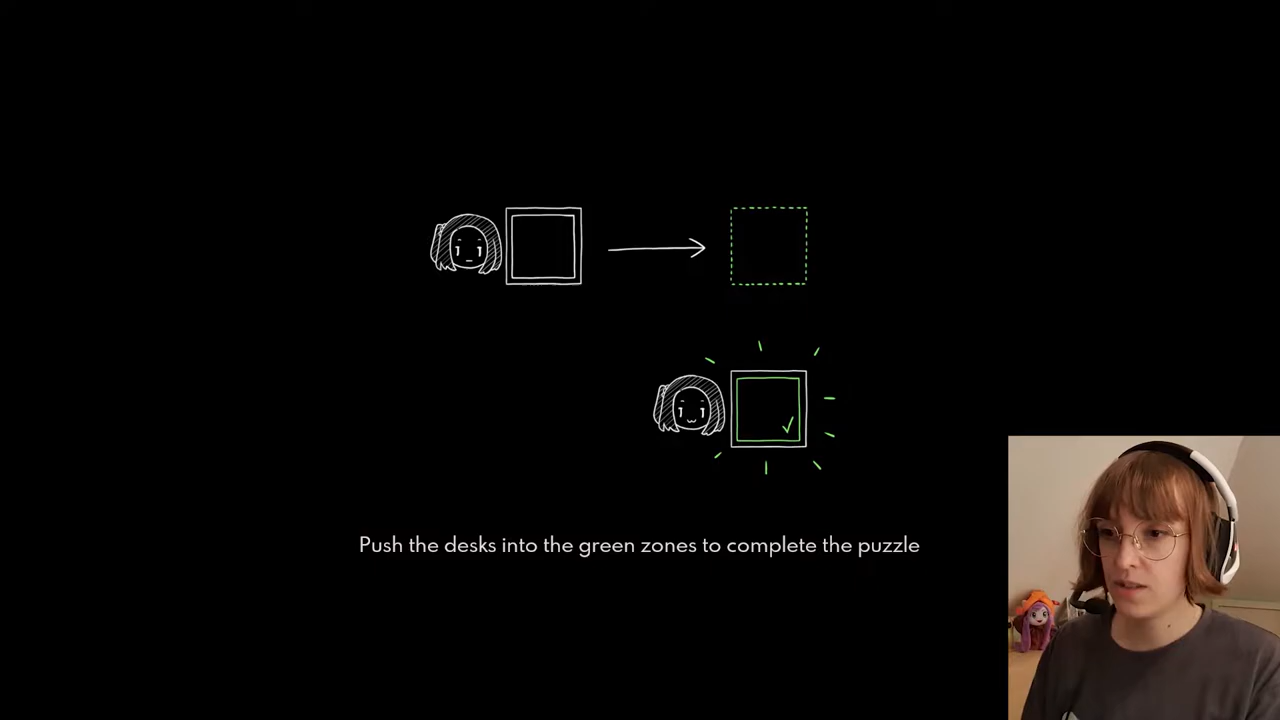 Push the desks into the green zones to complete the puzzle